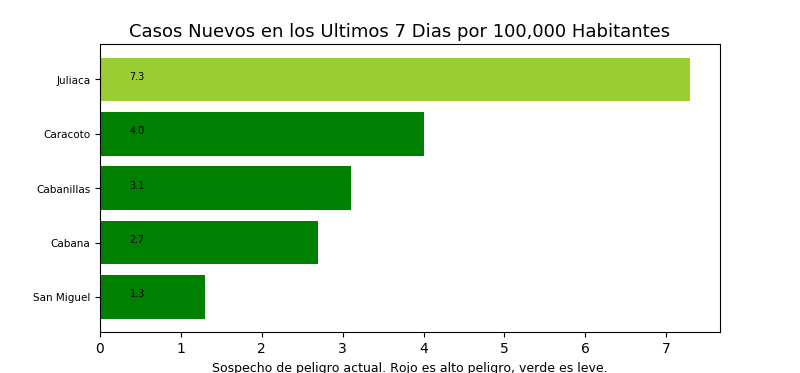 Casos Nuevos en los Ultimos 7 Dias por 100,000 Habitantes
Juliaca 7.3
Caracoto 4.0
Cabanillas 3.1
Cabana 2.7
San Miguel 1.3
0 1 2 3 4 5 6 7
Sospecho de peligro actual. Rojo es alto peligro, verde es leve.